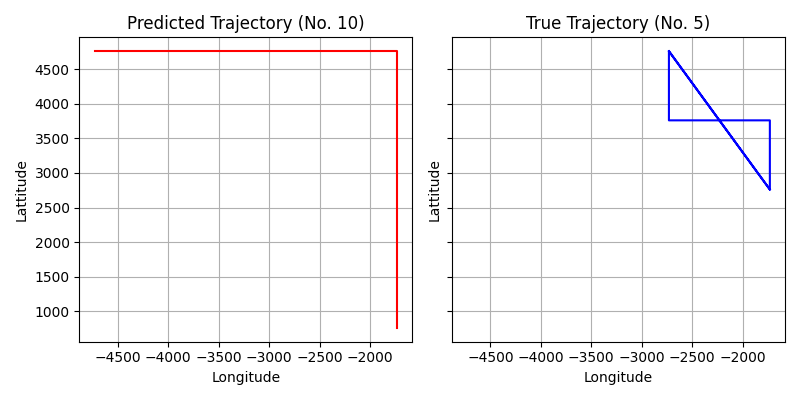 Predicted Trajectory (No. 10)
True Trajectory (No. 5)
Lattitude
4500
4000
3500
3000
2500
2000
1500
1000
−4500 −4000 −3500 −3000 −2500 −2000
Longitude
Lattitude
−4500 −4000 −3500 −3000 −2500 −2000
Longitude